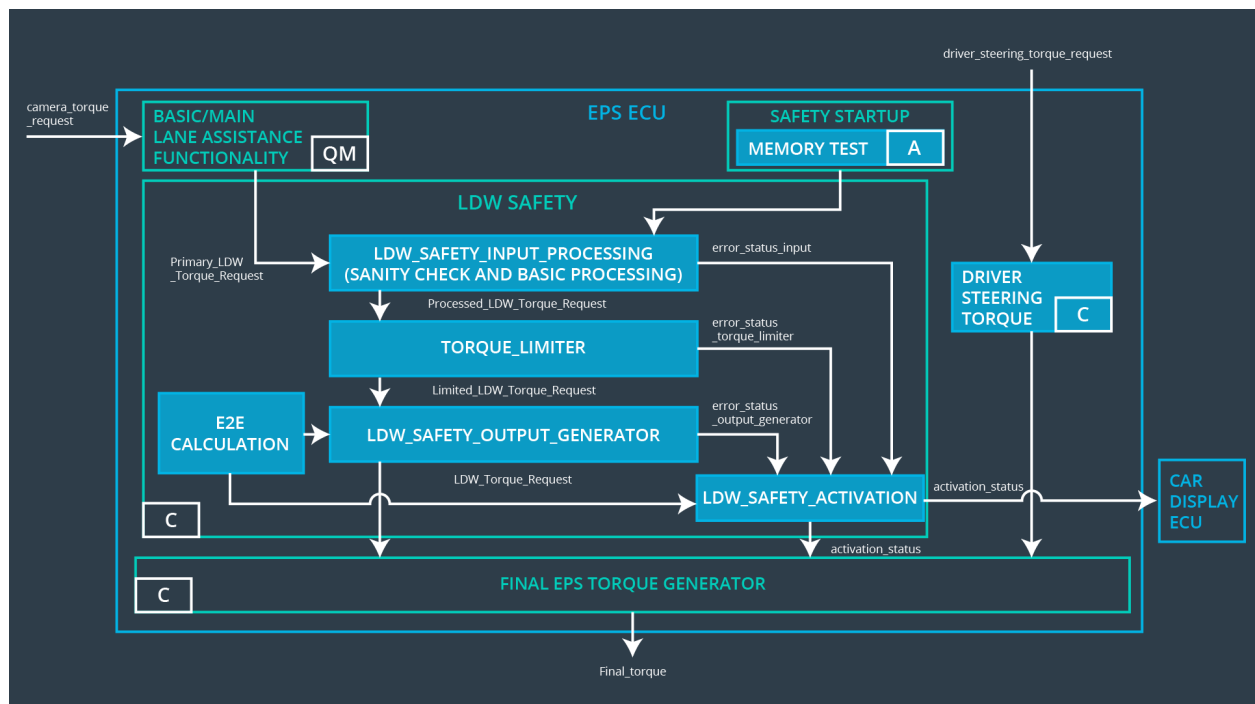 driver_steering_torque_request
camera_torque
_request
BASIC/MAIN
LANE ASSISTANCE
FUNCTIONALITY
QM
EPS ECU
SAFETY STARTUP
MEMORY TEST
A
LDW SAFETY
Primary_LDW
_Torque_Request
LDW_SAFETY_INPUT_PROCESSING
(SANITY CHECK AND BASIC PROCESSING)
error_status_input
DRIVER
STEERING
TORQUE
C
Processed_LDW_Torque_Request
TORQUE_LIMITER
error_status
_torque_limiter
Limited_LDW_Torque_Request
E2E
CALCULATION
LDW_SAFETY_OUTPUT_GENERATOR
error_status
_output_generator
LDW_Torque_Request
LDW_SAFETY_ACTIVATION
activation_status
CAR
DISPLAY
ECU
C
activation_status
C
FINAL EPS TORQUE GENERATOR
Final_torque